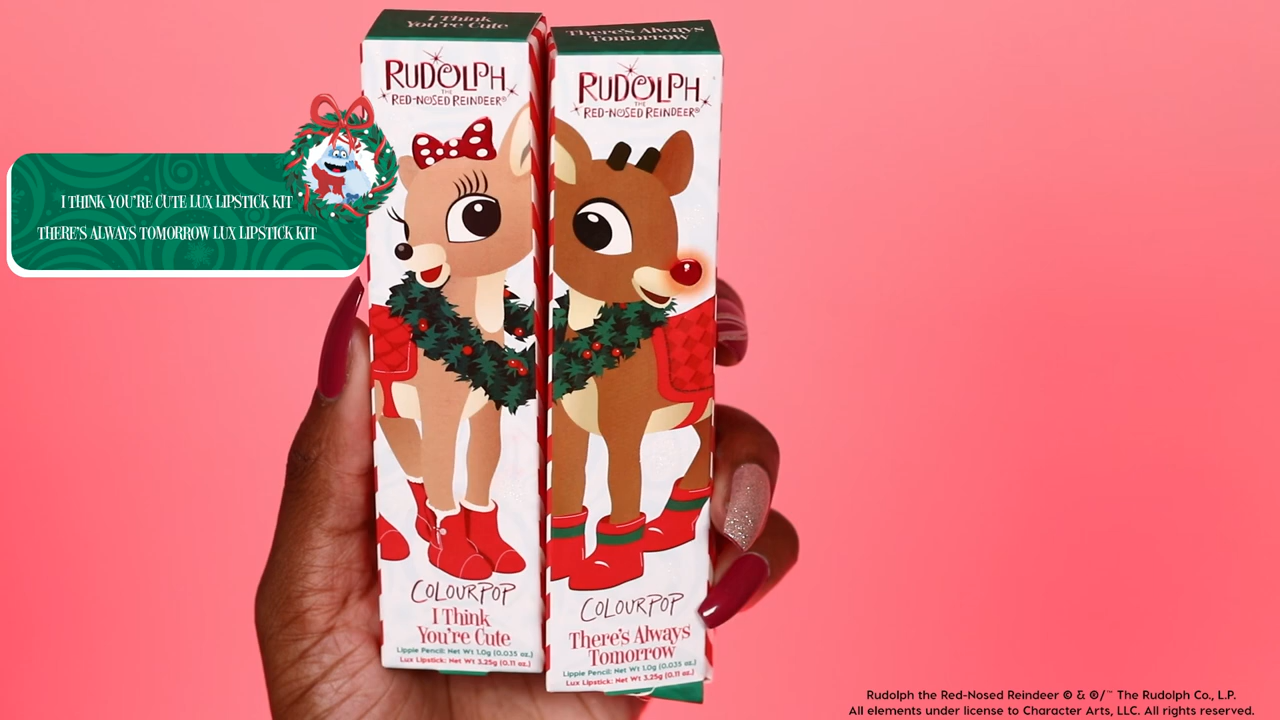 I THINK YOU'RE CUTE LUX LIPSTICK KIT
THERE'S ALWAYS TOMORROW LUX LIPSTICK KIT
I Think
You're Cute
RUDOLPH
THE
RED-NOSED REINDEER®
COLOURPOP
I Think
You're Cute
Lippie Pencil: Net Wt 1.0g (0.035 oz.)
Lux Lipstick: Net Wt 3.25g (0.11 oz.)
There's Always
Tomorrow
RUDOLPH
THE
RED-NOSED REINDEER®
COLOURPOP
There's Always
Tomorrow
Lippie Pencil: Net Wt 1.0g (0.035 oz.)
Lux Lipstick: Net Wt 3.25g (0.11 oz.)
Rudolph the Red-Nosed Reindeer © & ®/™ The Rudolph Co., L.P.
All elements under license to Character Arts, LLC. All rights reserved.